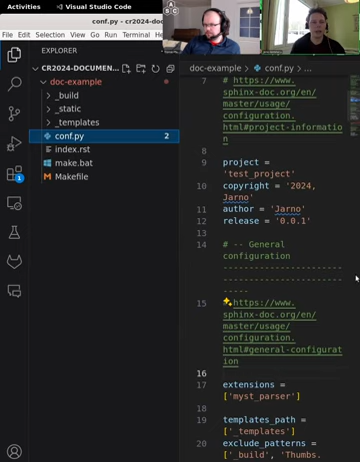 Activities
Visual Studio Code
conf.py - cr2024-doc
File Edit Selection View Go Run Terminal
EXPLORER
CR2024-DOCUMEN...
doc-example
_build
_static
_templates
conf.py 2
index.rst
make.bat
Makefile
1
doc-example > conf.py > ...
7 # https://www.
sphinx-doc.org/en/
master/usage/
configuration.
html#project-informatio
n
8
9 project =
'test_project'
10 copyright = '2024,
Jarno'
11 author = 'Jarno'
12 release = '0.0.1'
13
14 # -- General
configuration
-----------------------
-----------------------
-----
15 https://www.
sphinx-doc.org/en/
master/usage/
configuration.
html#general-configurat
ion
16
17 extensions =
['myst_parser']
18
19 templates_path =
['_templates']
20 exclude_patterns =
['_build', 'Thumbs.